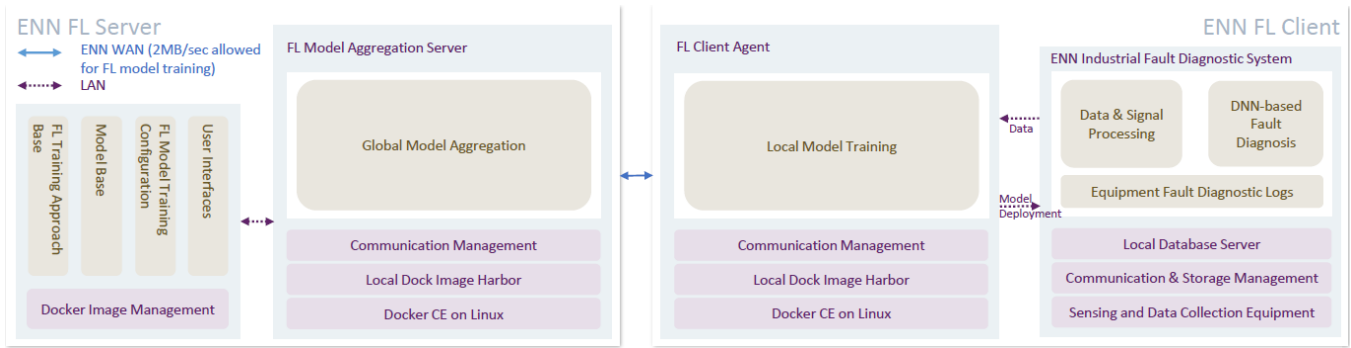 ENN FL Server
ENN WAN (2MB/sec allowed
for FL model training)
LAN
FL Training Approach
Base
Model Base
FL Model Training
Configuration
User Interfaces
Docker Image Management
FL Model Aggregation Server
Global Model Aggregation
Communication Management
Local Dock Image Harbor
Docker CE on Linux
ENN FL Client
FL Client Agent
Local Model Training
Communication Management
Local Dock Image Harbor
Docker CE on Linux
Data
Model
Deployment
ENN Industrial Fault Diagnostic System
Data & Signal
Processing
DNN-based
Fault
Diagnosis
Equipment Fault Diagnostic Logs
Local Database Server
Communication & Storage Management
Sensing and Data Collection Equipment